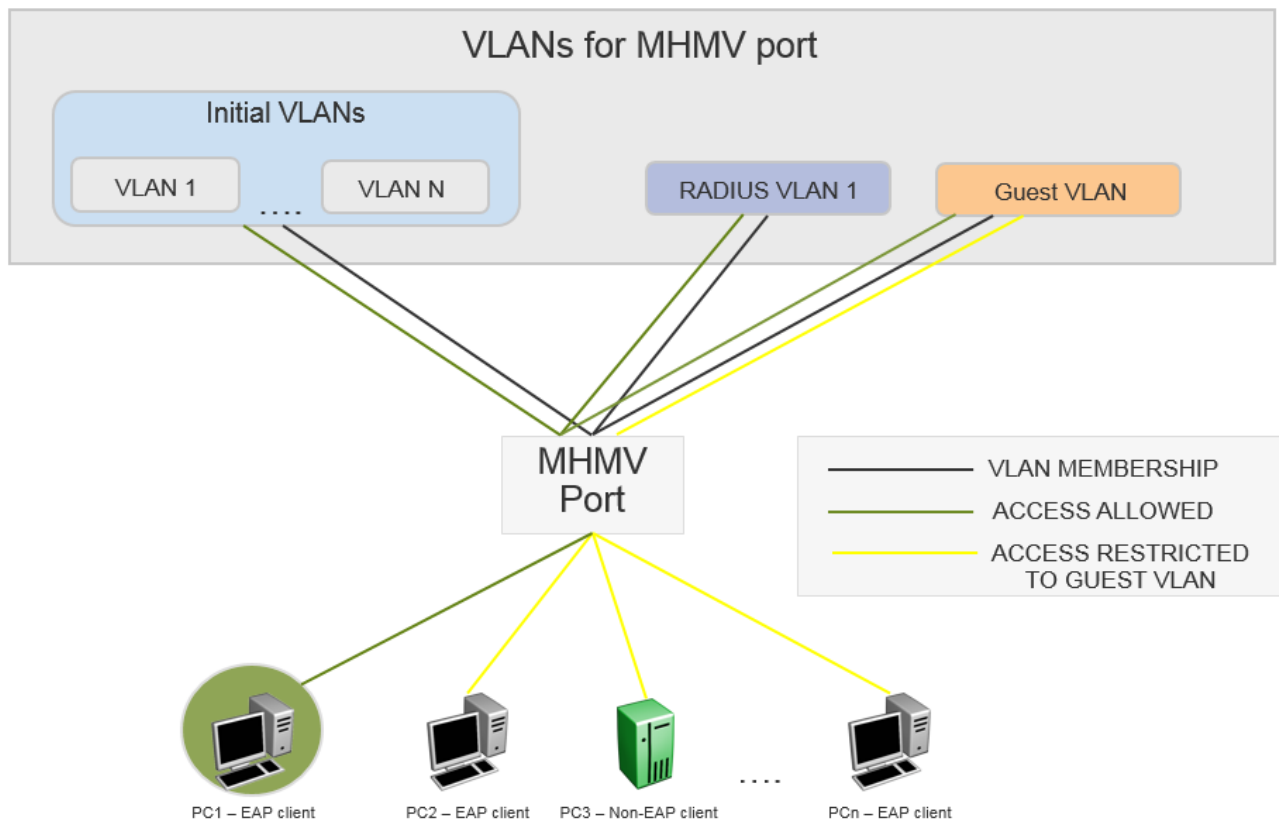 VLANs for MHMV port
Initial VLANs
VLAN 1
....
VLAN N
RADIUS VLAN 1
Guest VLAN
MHMV
Port
VLAN MEMBERSHIP
ACCESS ALLOWED
ACCESS RESTRICTED
TO GUEST VLAN
....
PC1 – EAP client
PC2 – EAP client
PC3 – Non-EAP client
PCn – EAP client